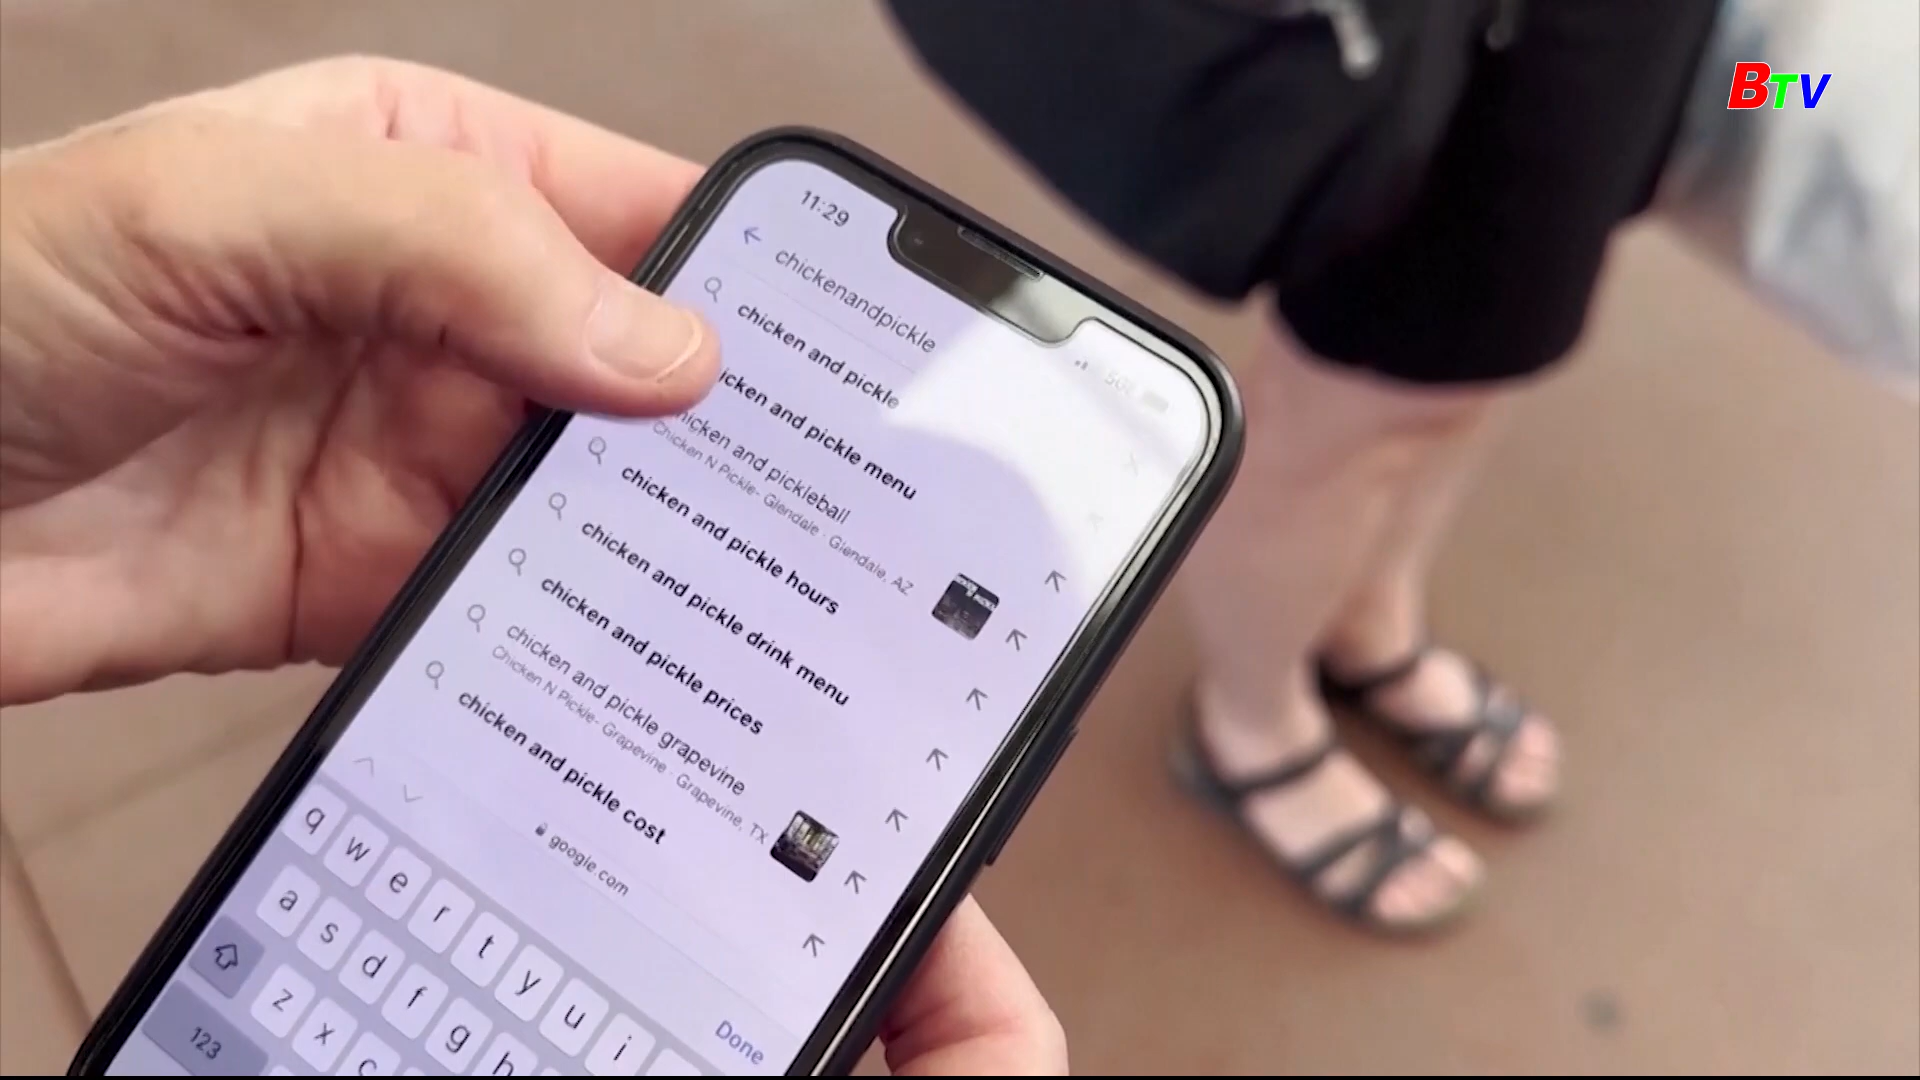 BTV
11:29
chickenandpickle
chicken and pickle
icken and pickle menu
hicken and pickleball
Chicken N Pickle- Glendale · Glendale, AZ
chicken and pickle hours
chicken and pickle drink menu
chicken and pickle prices
chicken and pickle grapevine
Chicken N Pickle- Grapevine · Grapevine, TX
chicken and pickle cost
google.com
Done
q w e r t y u i
a s d f g h
z x c
123